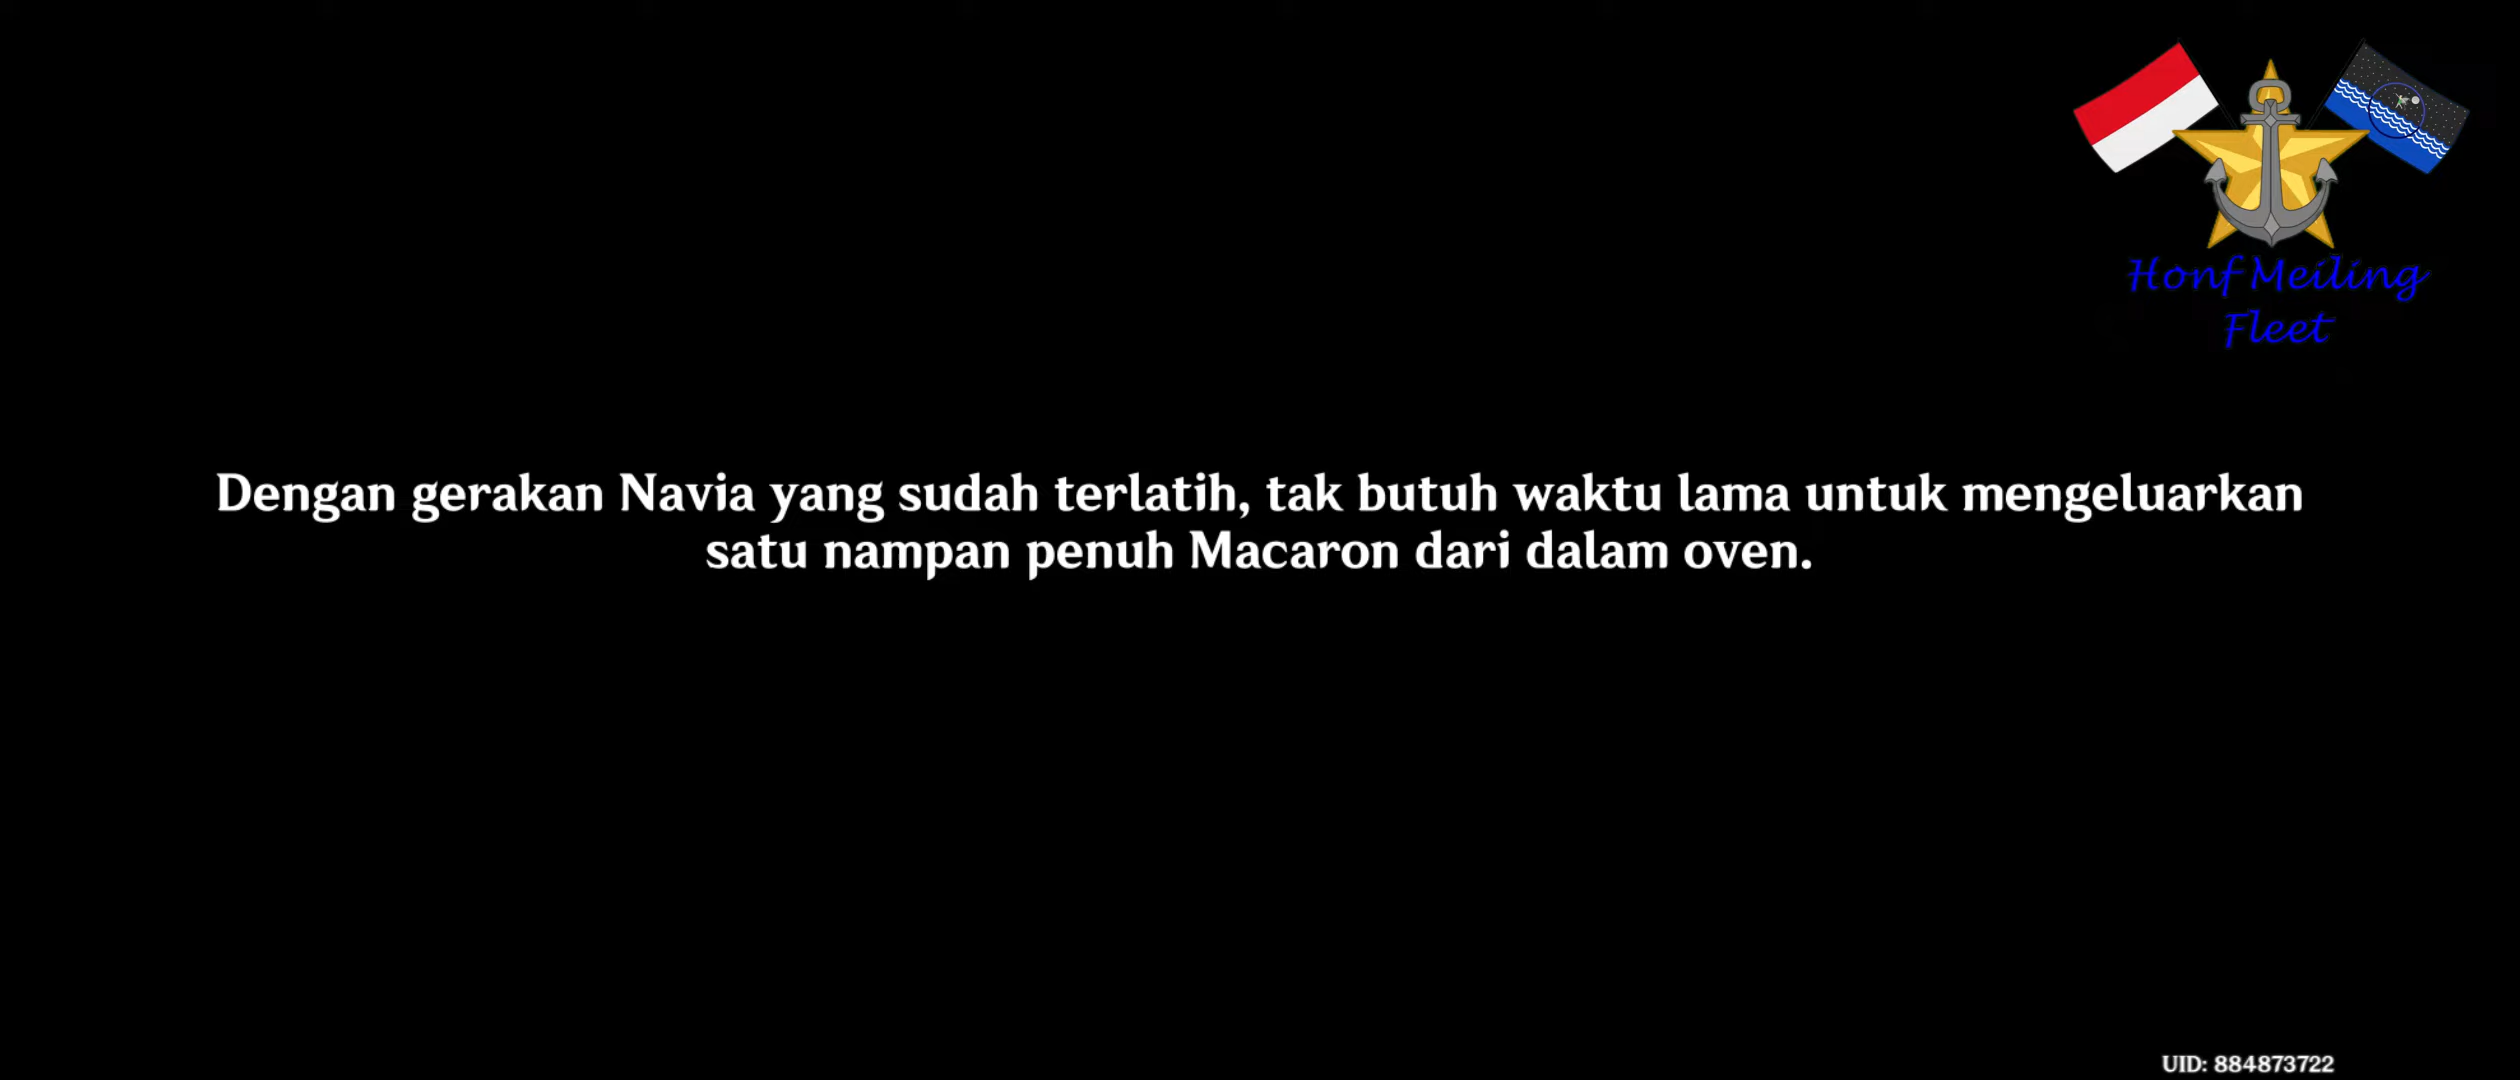 Honf Meiling
Fleet
Dengan gerakan Navia yang sudah terlatih, tak butuh waktu lama untuk mengeluarkan
satu nampan penuh Macaron dari dalam oven.
UID: 884873722